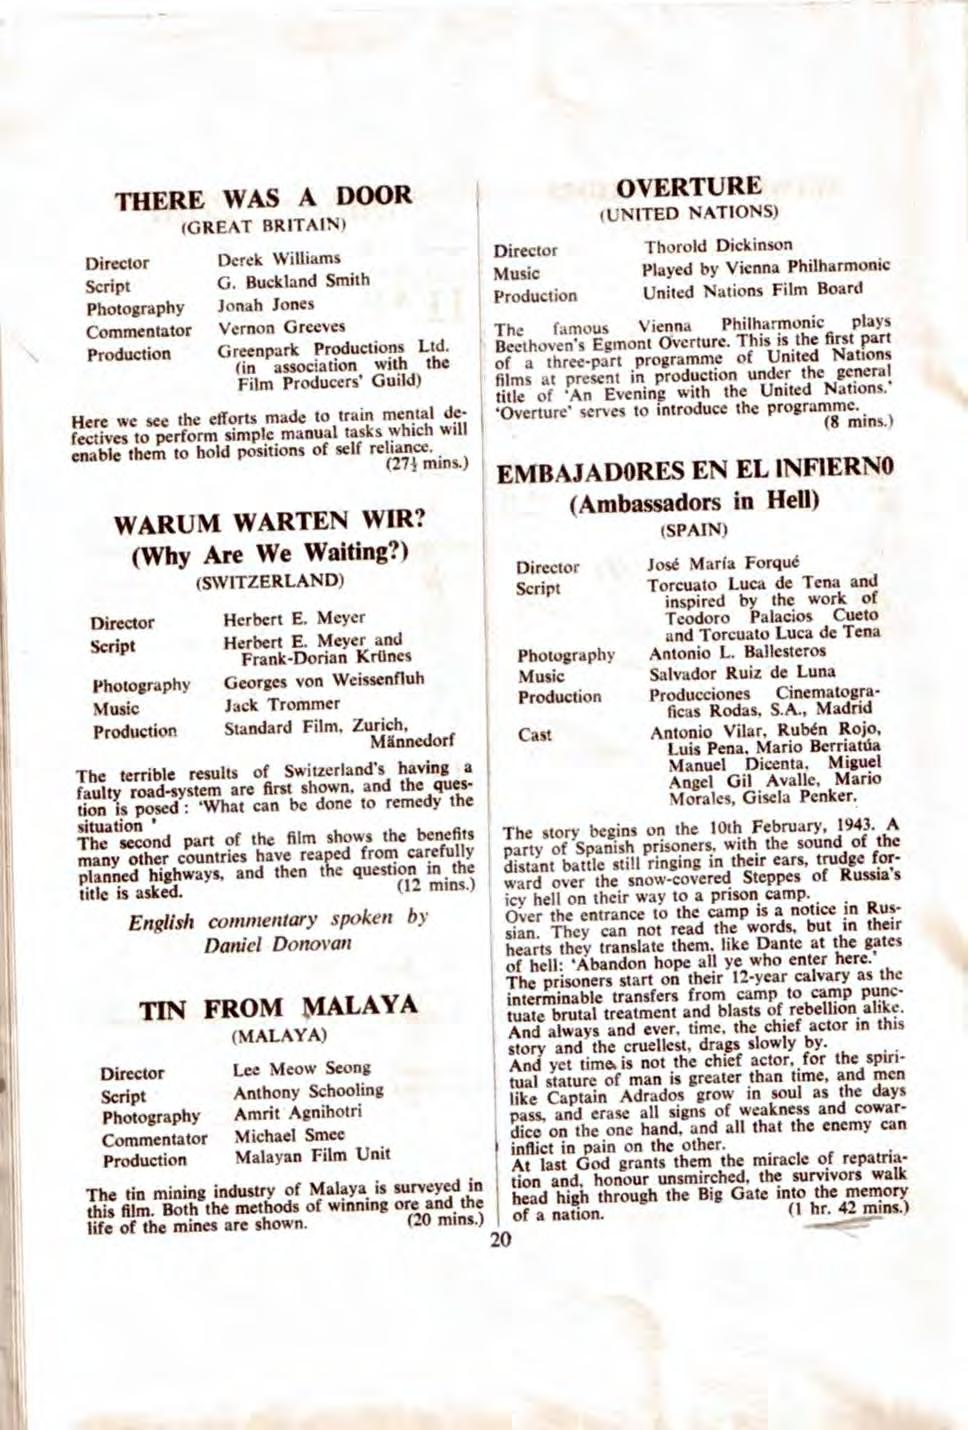 THERE WAS A DOOR
(GREAT BRITAIN)
Director Derek Williams
Script G. Buckland Smith
Photography Jonah Jones
Commentator Vernon Greeves
Production Greenpark Productions Ltd.
(in association with the
Film Producers' Guild)
Here we see the efforts made to train mental de-
fectives to perform simple manual tasks which will
enable them to hold positions of self reliance.
(27½ mins.)
WARUM WARTEN WIR?
(Why Are We Waiting?)
(SWITZERLAND)
Director Herbert E. Meyer
Script Herbert E. Meyer and
Frank-Dorian Krünes
Photography Georges von Weissenfluh
Music Jack Trommer
Production Standard Film, Zurich,
Männedorf
The terrible results of Switzerland's having a
faulty road-system are first shown, and the ques-
tion is posed : 'What can be done to remedy the
situation '
The second part of the film shows the benefits
many other countries have reaped from carefully
planned highways, and then the question in the
title is asked. (12 mins.)
English commentary spoken by
Daniel Donovan
TIN FROM MALAYA
(MALAYA)
Director Lee Meow Seong
Script Anthony Schooling
Photography Amrit Agnihotri
Commentator Michael Smee
Production Malayan Film Unit
The tin mining industry of Malaya is surveyed in
this film. Both the methods of winning ore and the
life of the mines are shown. (20 mins.)
OVERTURE
(UNITED NATIONS)
Director Thorold Dickinson
Music Played by Vienna Philharmonic
Production United Nations Film Board
The famous Vienna Philharmonic plays
Beethoven's Egmont Overture. This is the first part
of a three-part programme of United Nations
films at present in production under the general
title of 'An Evening with the United Nations.'
'Overture' serves to introduce the programme.
(8 mins.)
EMBAJADORES EN EL INFIERNO
(Ambassadors in Hell)
(SPAIN)
Director José María Forqué
Script Torcuato Luca de Tena and
inspired by the work of
Teodoro Palacios Cueto
and Torcuato Luca de Tena
Photography Antonio L. Ballesteros
Music Salvador Ruiz de Luna
Production Producciones Cinematogra-
ficas Rodas, S.A., Madrid
Cast Antonio Vilar, Rubén Rojo,
Luis Pena, Mario Berriatúa
Manuel Dicenta, Miguel
Angel Gil Avalle, Mario
Morales, Gisela Penker.
The story begins on the 10th February, 1943. A
party of Spanish prisoners, with the sound of the
distant battle still ringing in their ears, trudge for-
ward over the snow-covered Steppes of Russia's
icy hell on their way to a prison camp.
Over the entrance to the camp is a notice in Rus-
sian. They can not read the words, but in their
hearts they translate them, like Dante at the gates
of hell: 'Abandon hope all ye who enter here.'
The prisoners start on their 12-year calvary as the
interminable transfers from camp to camp punc-
tuate brutal treatment and blasts of rebellion alike.
And always and ever, time, the chief actor in this
story and the cruellest, drags slowly by.
And yet time, is not the chief actor, for the spiri-
tual stature of man is greater than time, and men
like Captain Adrados grow in soul as the days
pass, and erase all signs of weakness and cowar-
dice on the one hand, and all that the enemy can
inflict in pain on the other.
At last God grants them the miracle of repatria-
tion and, honour unsmirched, the survivors walk
head high through the Big Gate into the memory
of a nation. (1 hr. 42 mins.)
20